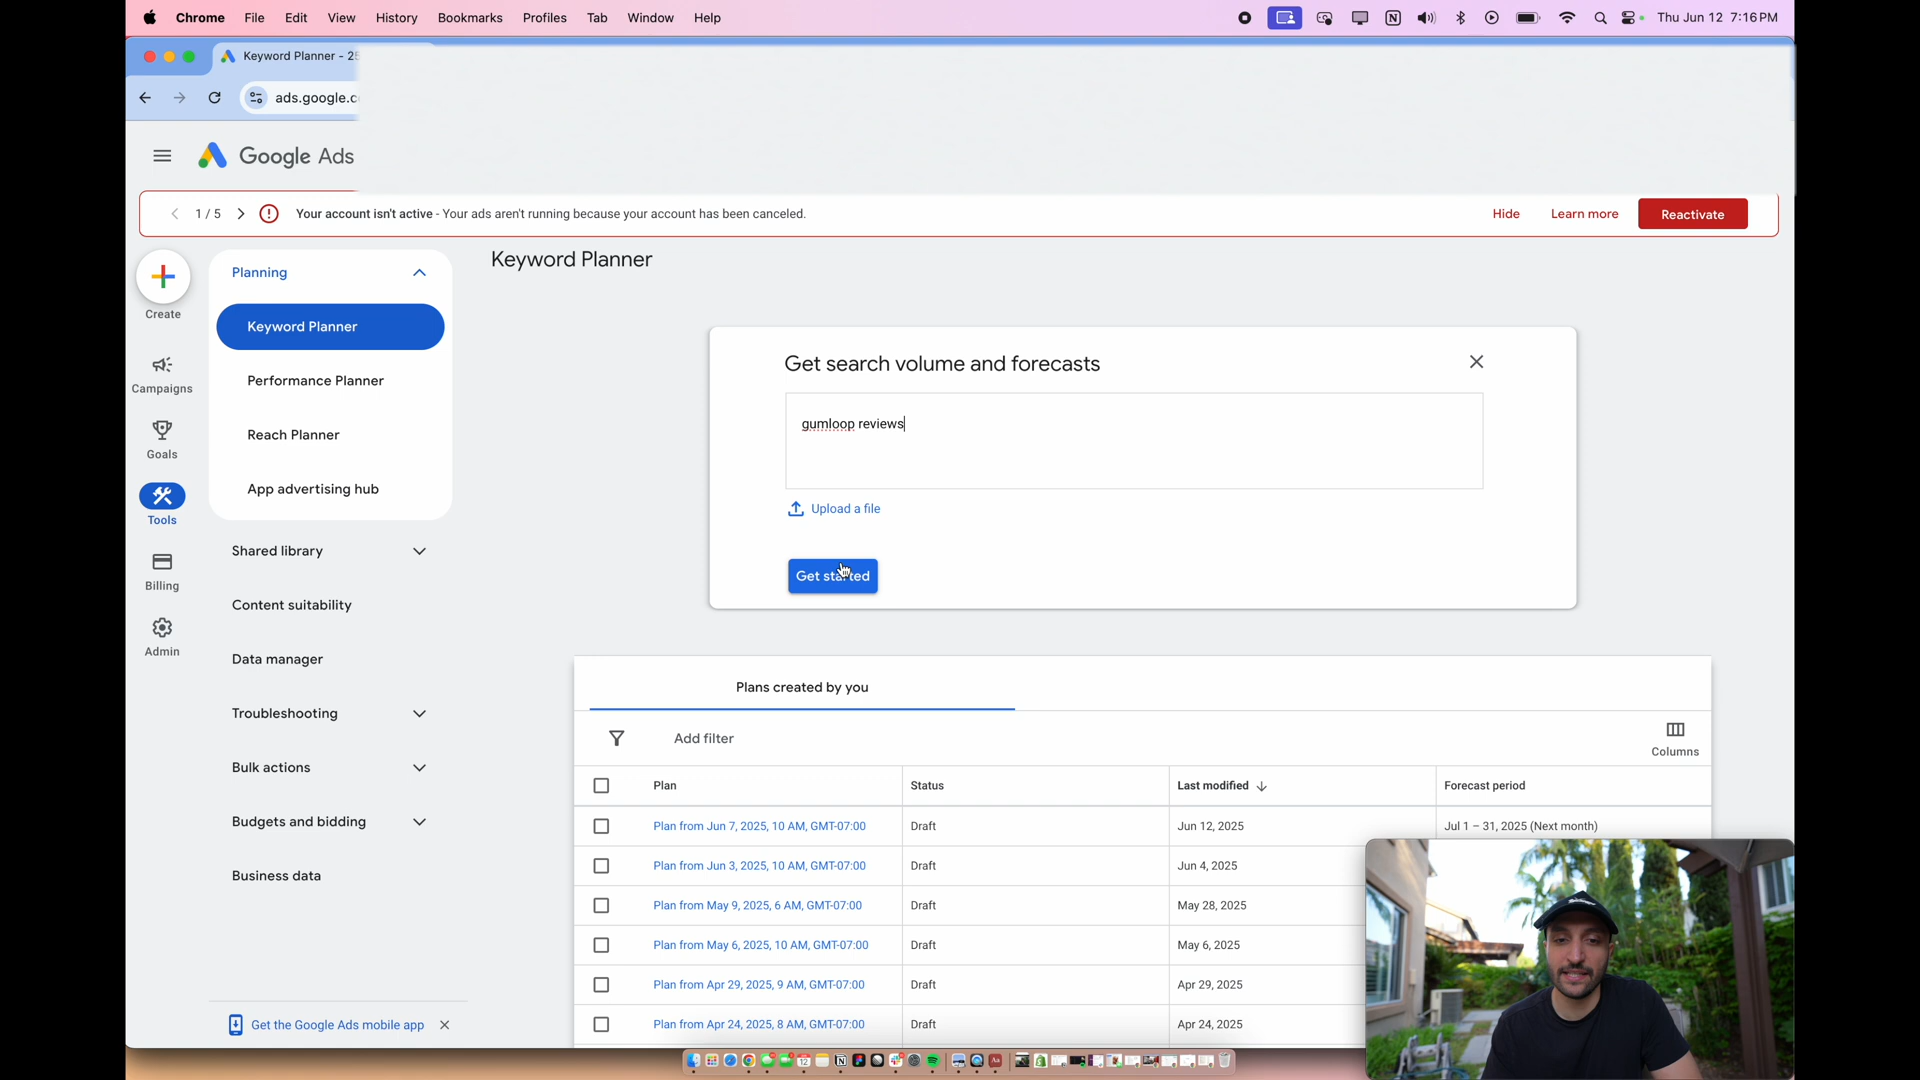 Chrome File Edit View History Bookmarks Profiles Tab Window Help Thu Jun 12 7:16 PM
Keyword Planner - 25
ads.google.c
Google Ads
1 / 5 Your account isn't active - Your ads aren't running because your account has been canceled. Hide Learn more Reactivate
Create
Campaigns
Goals
Tools
Billing
Admin
Planning
Keyword Planner
Performance Planner
Reach Planner
App advertising hub
Shared library
Content suitability
Data manager
Troubleshooting
Bulk actions
Budgets and bidding
Business data
Get the Google Ads mobile app
Keyword Planner
Get search volume and forecasts
gumloop reviews
Upload a file
Get started
Plans created by you
Add filter
Columns
Plan Status Last modified Forecast period
Plan from Jun 7, 2025, 10 AM, GMT-07:00 Draft Jun 12, 2025 Jul 1 – 31, 2025 (Next month)
Plan from Jun 3, 2025, 10 AM, GMT-07:00 Draft Jun 4, 2025
Plan from May 9, 2025, 6 AM, GMT-07:00 Draft May 28, 2025
Plan from May 6, 2025, 10 AM, GMT-07:00 Draft May 6, 2025
Plan from Apr 29, 2025, 9 AM, GMT-07:00 Draft Apr 29, 2025
Plan from Apr 24, 2025, 8 AM, GMT-07:00 Draft Apr 24, 2025